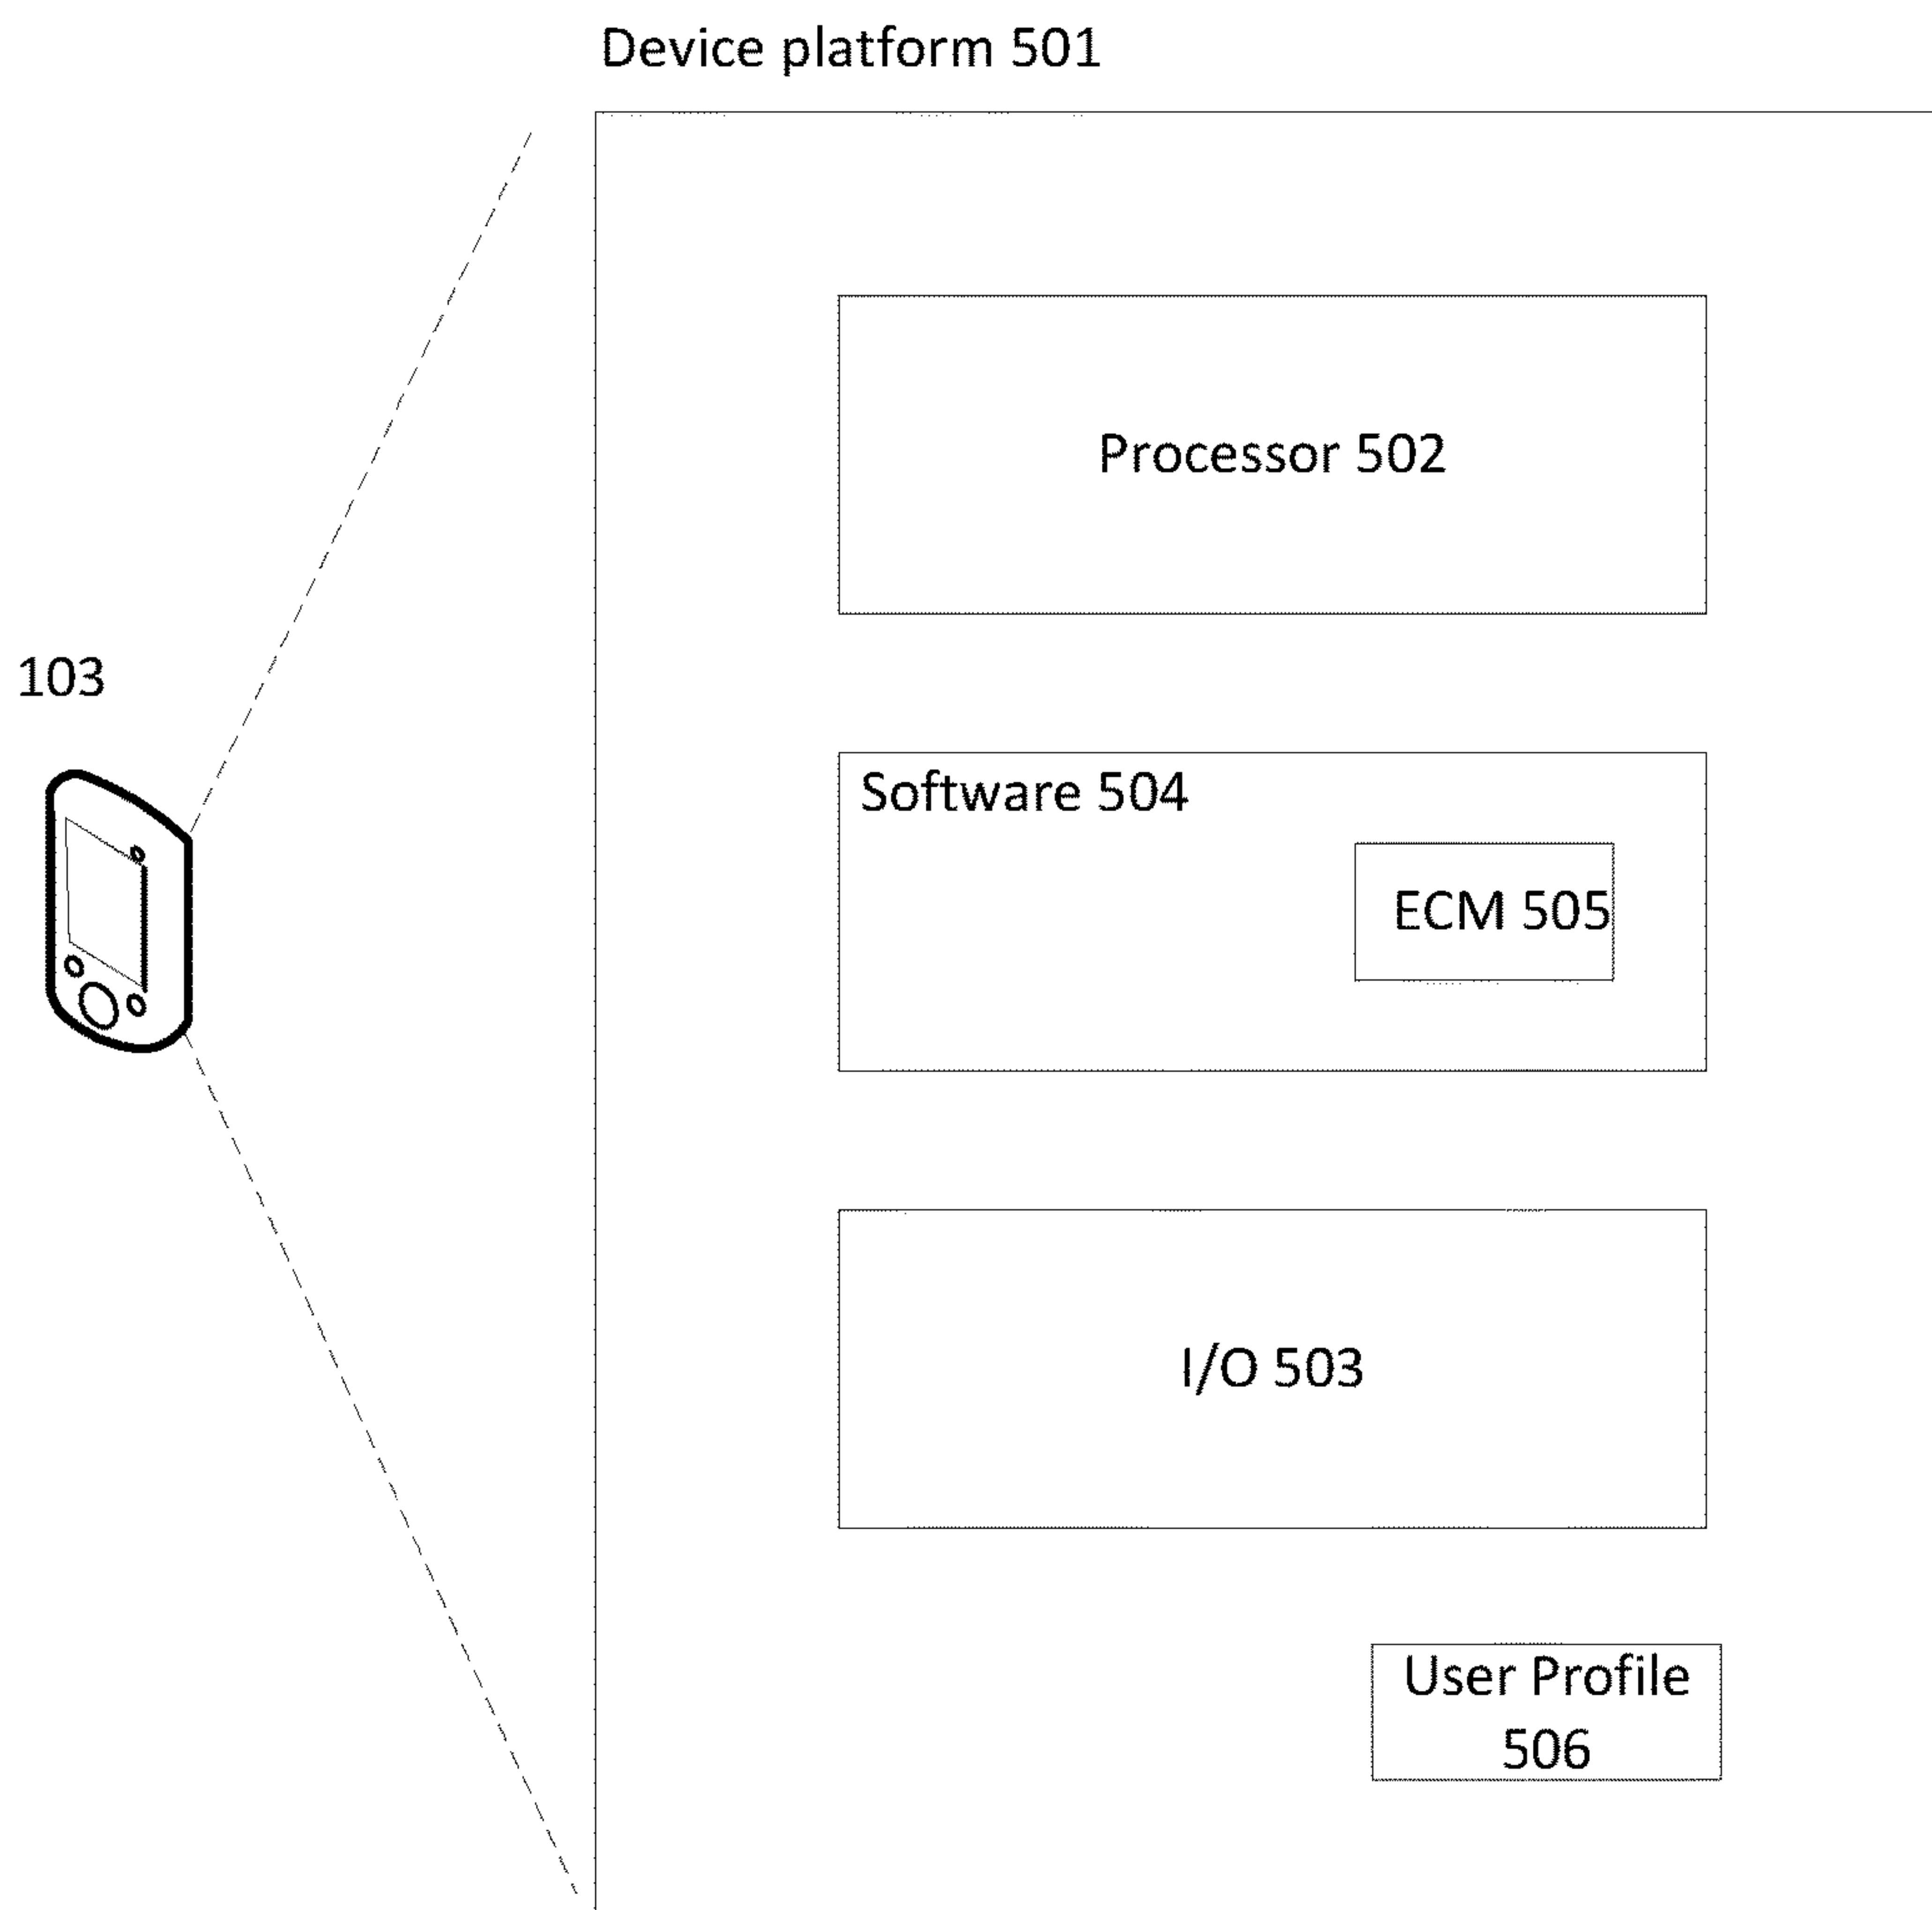 Device platform 501
Processor 502
103
Software 504
ECM 505
I/O 503
User Profile
506